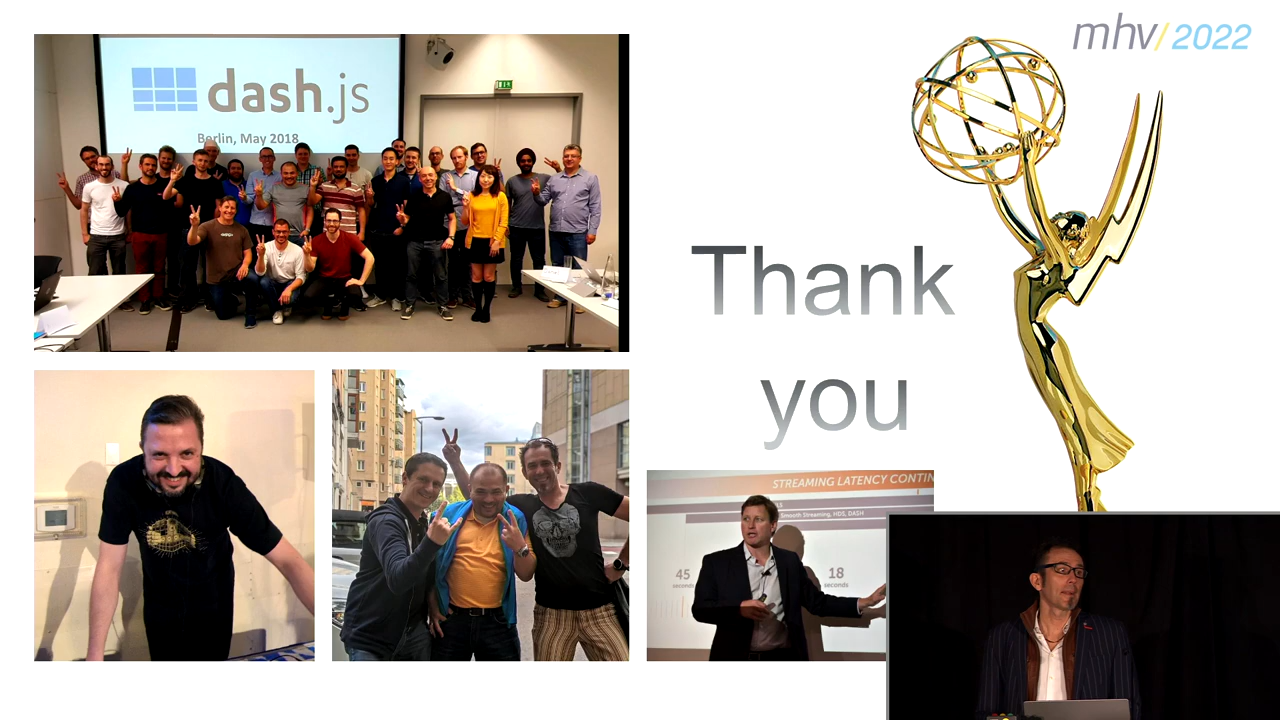 mhv/2022
dash.js
Berlin, May 2018
Thank
you
STREAMING LATENCY CONTIN
Smooth Streaming, HDS, DASH
45
seconds
18
seconds